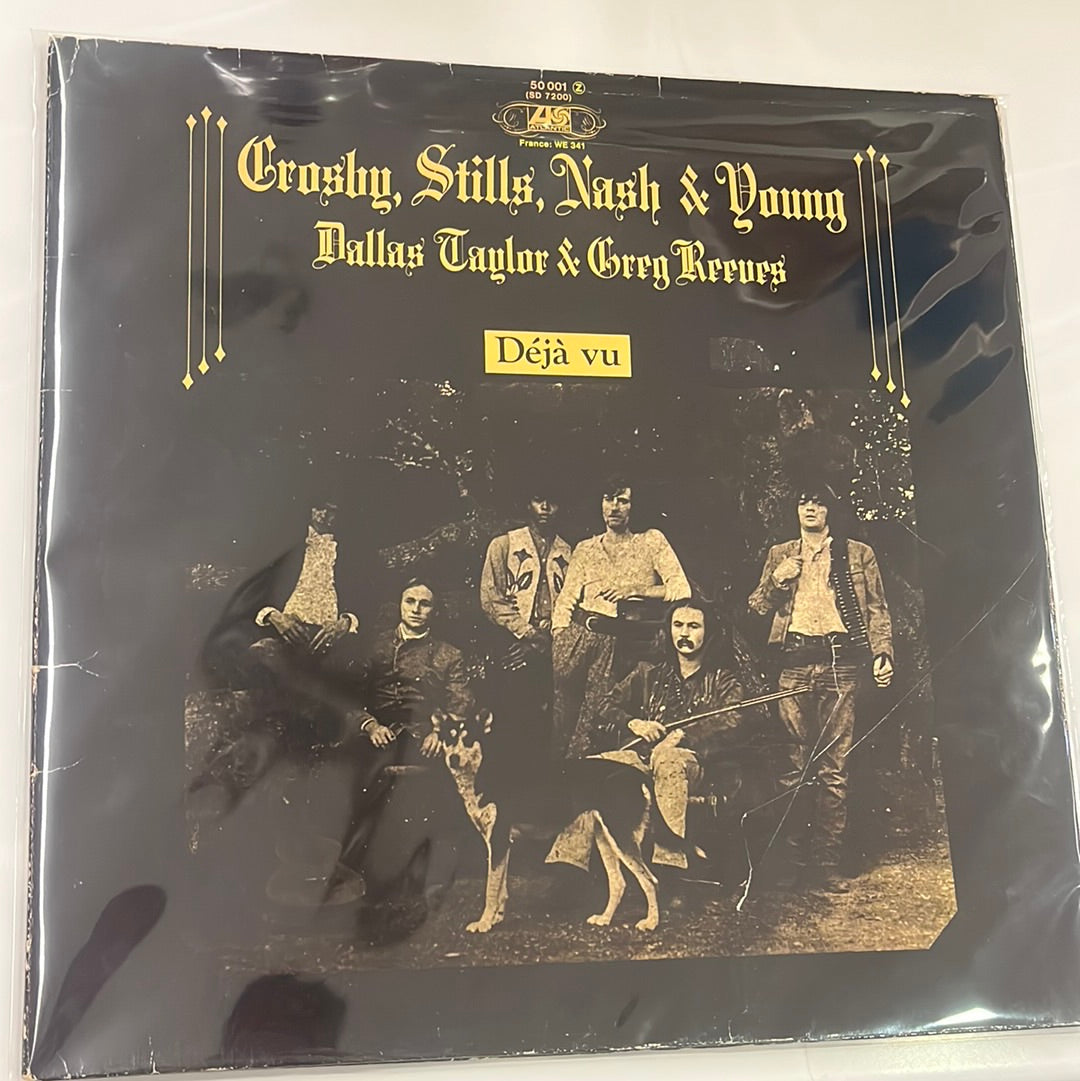 50 001 Z
(SD 7200)
ATLANTIC
France: WE 341
Crosby, Stills, Nash & Young
Dallas Taylor & Greg Reeves
Déjà vu